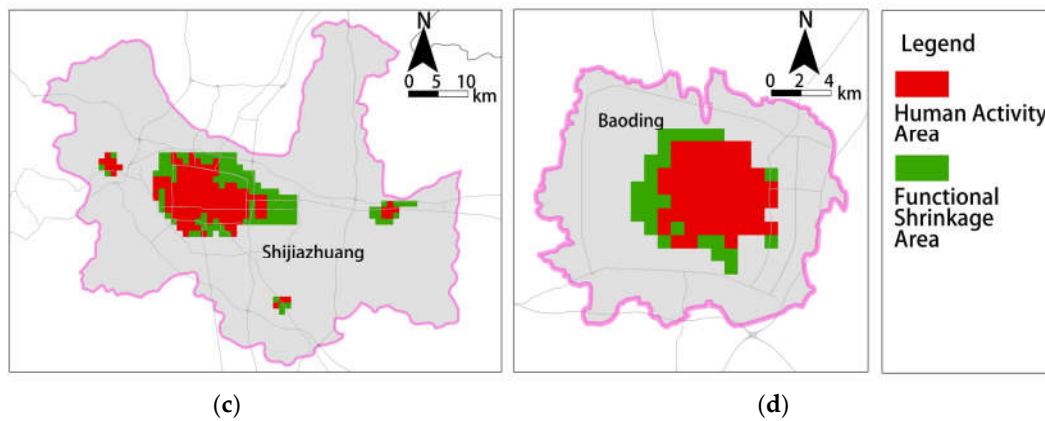 N
0 5 10
km
Shijiazhuang
(c)
N
0 2 4
km
Baoding
(d)
Legend
Human Activity
Area
Functional
Shrinkage
Area